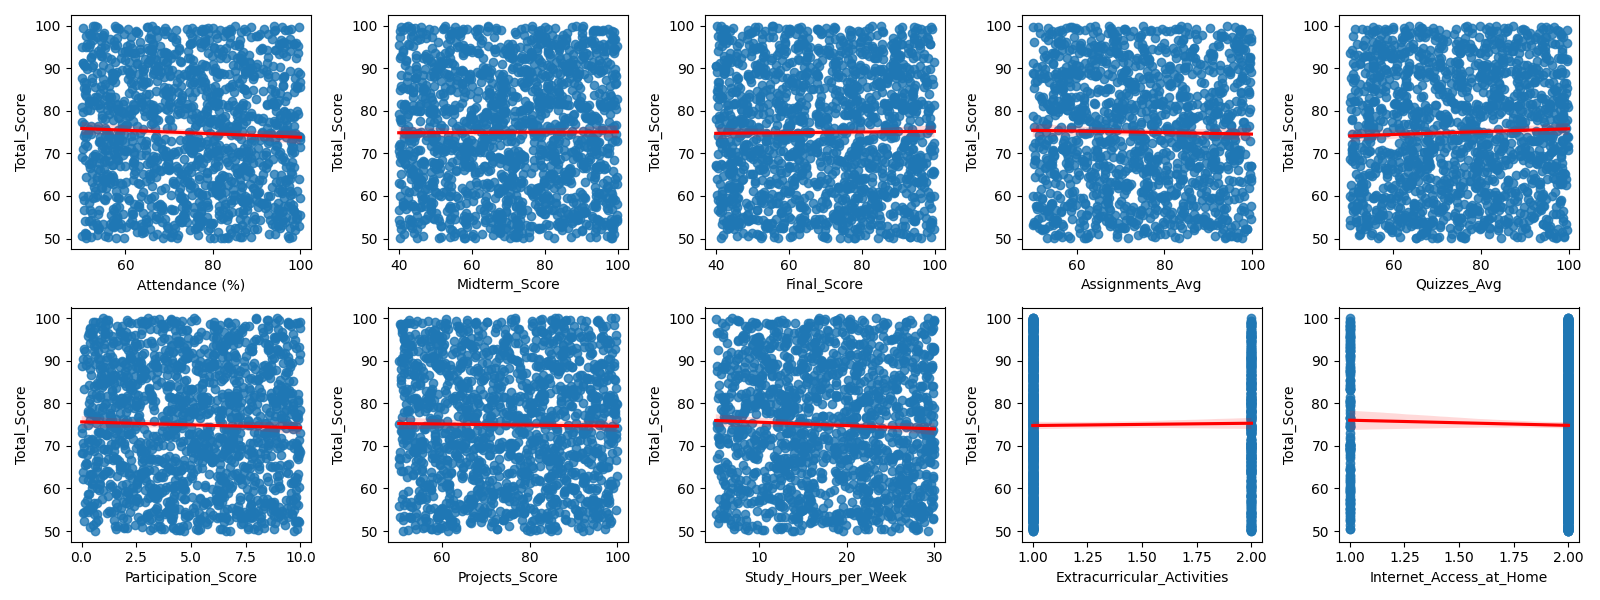 100
90
80
70
60
50
Total_Score
60 80 100
Attendance (%)
100
90
80
70
60
50
Total_Score
40 60 80 100
Midterm_Score
100
90
80
70
60
50
Total_Score
40 60 80 100
Final_Score
100
90
80
70
60
50
Total_Score
60 80 100
Assignments_Avg
100
90
80
70
60
50
Total_Score
60 80 100
Quizzes_Avg
100
90
80
70
60
50
Total_Score
0.0 2.5 5.0 7.5 10.0
Participation_Score
100
90
80
70
60
50
Total_Score
60 80 100
Projects_Score
100
90
80
70
60
50
Total_Score
10 20 30
Study_Hours_per_Week
100
90
80
70
60
50
Total_Score
1.00 1.25 1.50 1.75 2.00
Extracurricular_Activities
100
90
80
70
60
50
Total_Score
1.00 1.25 1.50 1.75 2.00
Internet_Access_at_Home